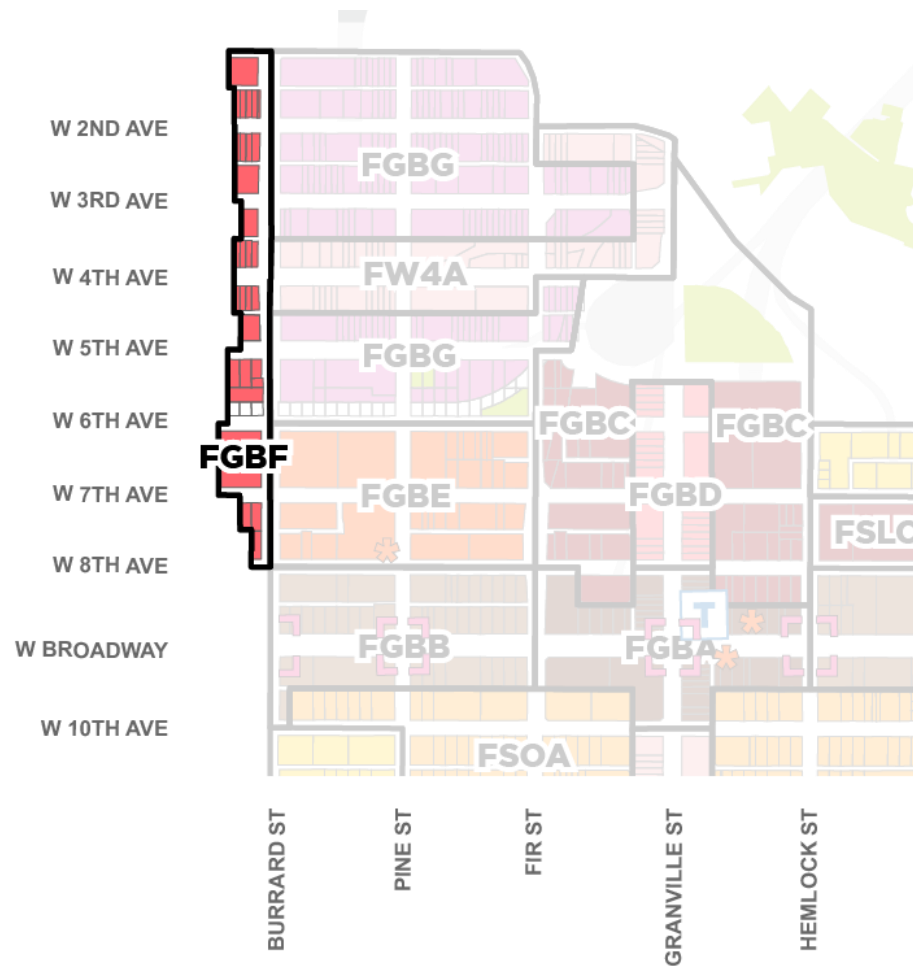 W 2ND AVE
FGBG
W 3RD AVE
W 4TH AVE
FW4A
W 5TH AVE
FGBG
W 6TH AVE
FGBC
FGBC
FGBF
W 7TH AVE
FGBE
FGBD
FSLC
W 8TH AVE
T
W BROADWAY
FGBB
FGBA
W 10TH AVE
FSOA
BURRARD ST
PINE ST
FIR ST
GRANVILLE ST
HEMLOCK ST